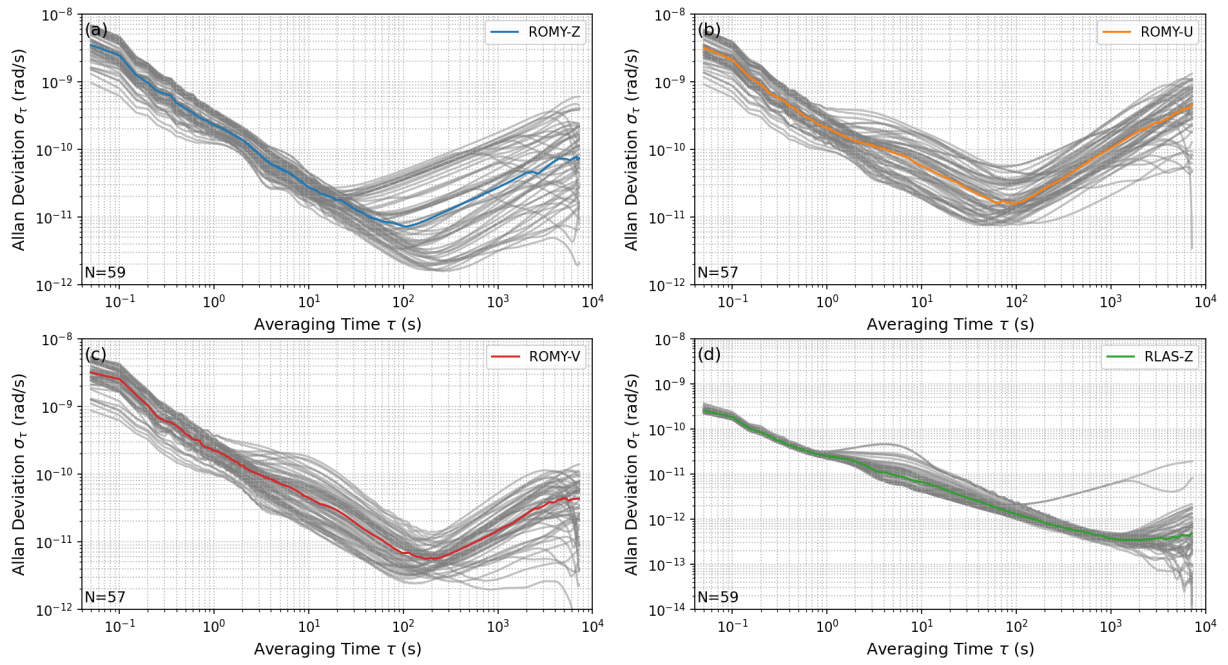 (a)
ROMY-Z
10⁻⁸
10⁻⁹
10⁻¹⁰
10⁻¹¹
10⁻¹²
Allan Deviation σ_τ (rad/s)
N=59
10⁻¹ 10⁰ 10¹ 10² 10³ 10⁴
Averaging Time τ (s)
(b)
ROMY-U
10⁻⁸
10⁻⁹
10⁻¹⁰
10⁻¹¹
10⁻¹²
Allan Deviation σ_τ (rad/s)
N=57
10⁻¹ 10⁰ 10¹ 10² 10³ 10⁴
Averaging Time τ (s)
(c)
ROMY-V
10⁻⁸
10⁻⁹
10⁻¹⁰
10⁻¹¹
10⁻¹²
Allan Deviation σ_τ (rad/s)
N=57
10⁻¹ 10⁰ 10¹ 10² 10³ 10⁴
Averaging Time τ (s)
(d)
RLAS-Z
10⁻⁸
10⁻⁹
10⁻¹⁰
10⁻¹¹
10⁻¹²
10⁻¹³
10⁻¹⁴
Allan Deviation σ_τ (rad/s)
N=59
10⁻¹ 10⁰ 10¹ 10² 10³ 10⁴
Averaging Time τ (s)